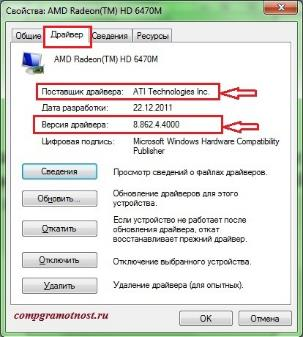 Свойства: AMD Radeon(TM) HD 6470M
Общие Драйвер Сведения Ресурсы
AMD Radeon(TM) HD 6470M
Поставщик драйвера: ATI Technologies Inc.
Дата разработки: 22.12.2011
Версия драйвера: 8.862.4.4000
Цифровая подпись: Microsoft Windows Hardware Compatibility
Publisher
Сведения Просмотр сведений о файлах драйверов.
Обновить... Обновление драйверов для этого
устройства.
Откатить Если устройство не работает после
обновления драйвера, откат
восстанавливает прежний драйвер.
Отключить Отключение выбранного устройства.
Удалить Удаление драйвера (для опытных).
compgramotnost.ru
OK Отмена